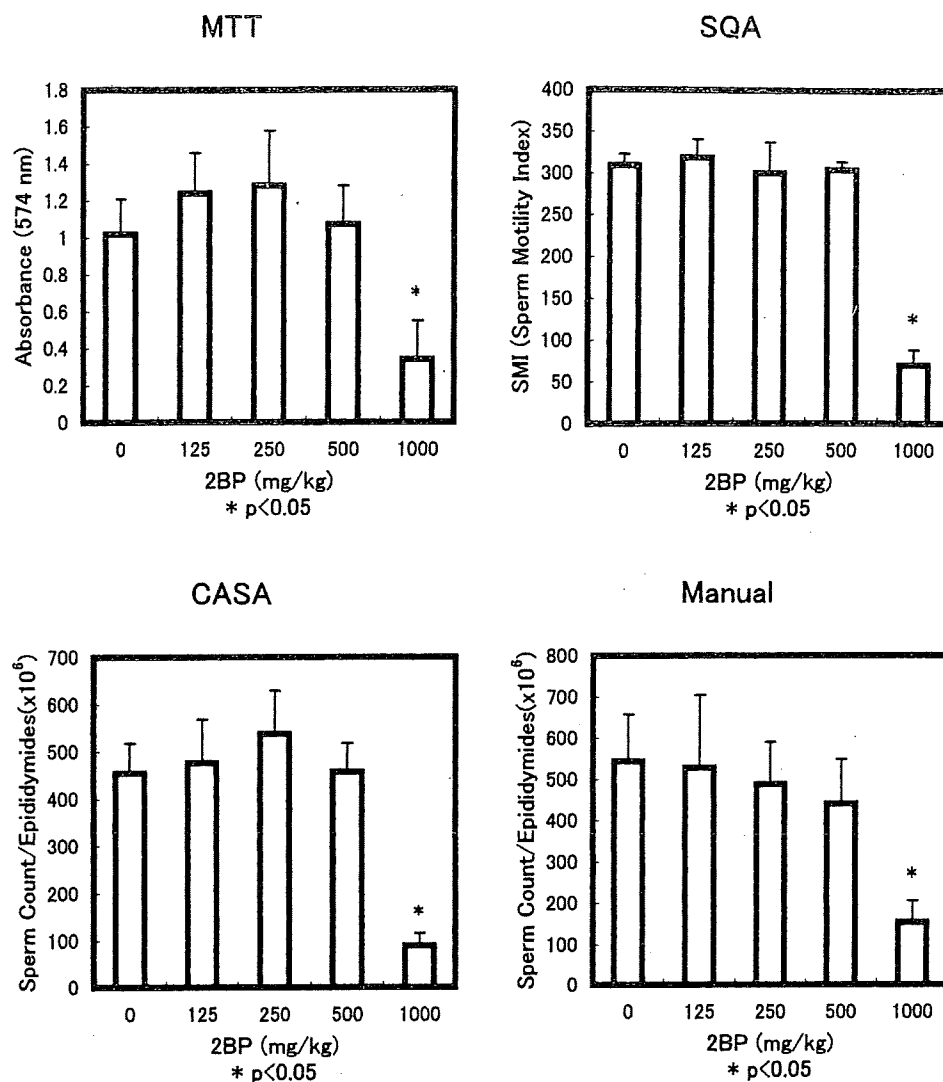 MTT
Absorbance (574 nm)
1.8
1.6
1.4
1.2
1
0.8
0.6
0.4
0.2
0
*
0 125 250 500 1000
2BP (mg/kg)
* p<0.05
SQA
SMI (Sperm Motility Index)
400
350
300
250
200
150
100
50
0
*
0 125 250 500 1000
2BP (mg/kg)
* p<0.05
CASA
Sperm Count/Epididymides(x10⁶)
700
600
500
400
300
200
100
0
*
0 125 250 500 1000
2BP (mg/kg)
* p<0.05
Manual
Sperm Count/Epididymides(x10⁶)
800
700
600
500
400
300
200
100
0
*
0 125 250 500 1000
2BP (mg/kg)
* p<0.05